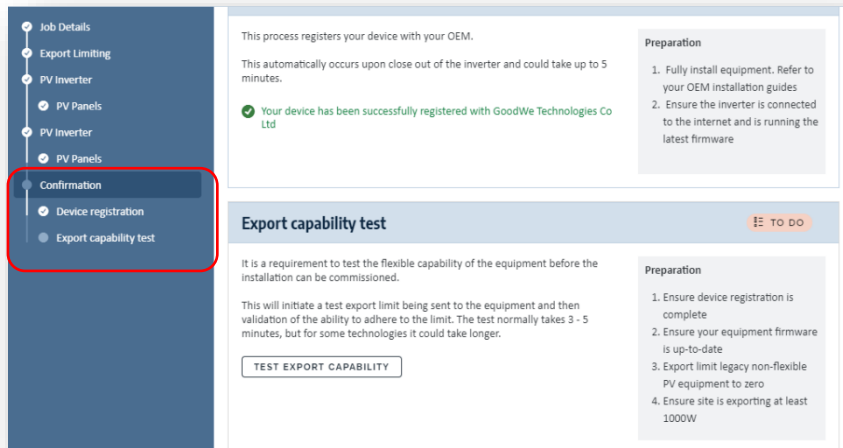 Job Details
Export Limiting
PV Inverter
PV Panels
PV Inverter
PV Panels
Confirmation
Device registration
Export capability test
This process registers your device with your OEM.
This automatically occurs upon close out of the inverter and could take up to 5
minutes.
Your device has been successfully registered with GoodWe Technologies Co
Ltd
Preparation
1. Fully install equipment. Refer to
your OEM installation guides
2. Ensure the inverter is connected
to the internet and is running the
latest firmware
Export capability test
TO DO
It is a requirement to test the flexible capability of the equipment before the
installation can be commissioned.
This will initiate a test export limit being sent to the equipment and then
validation of the ability to adhere to the limit. The test normally takes 3 - 5
minutes, but for some technologies it could take longer.
TEST EXPORT CAPABILITY
Preparation
1. Ensure device registration is
complete
2. Ensure your equipment firmware
is up-to-date
3. Export limit legacy non-flexible
PV equipment to zero
4. Ensure site is exporting at least
1000W